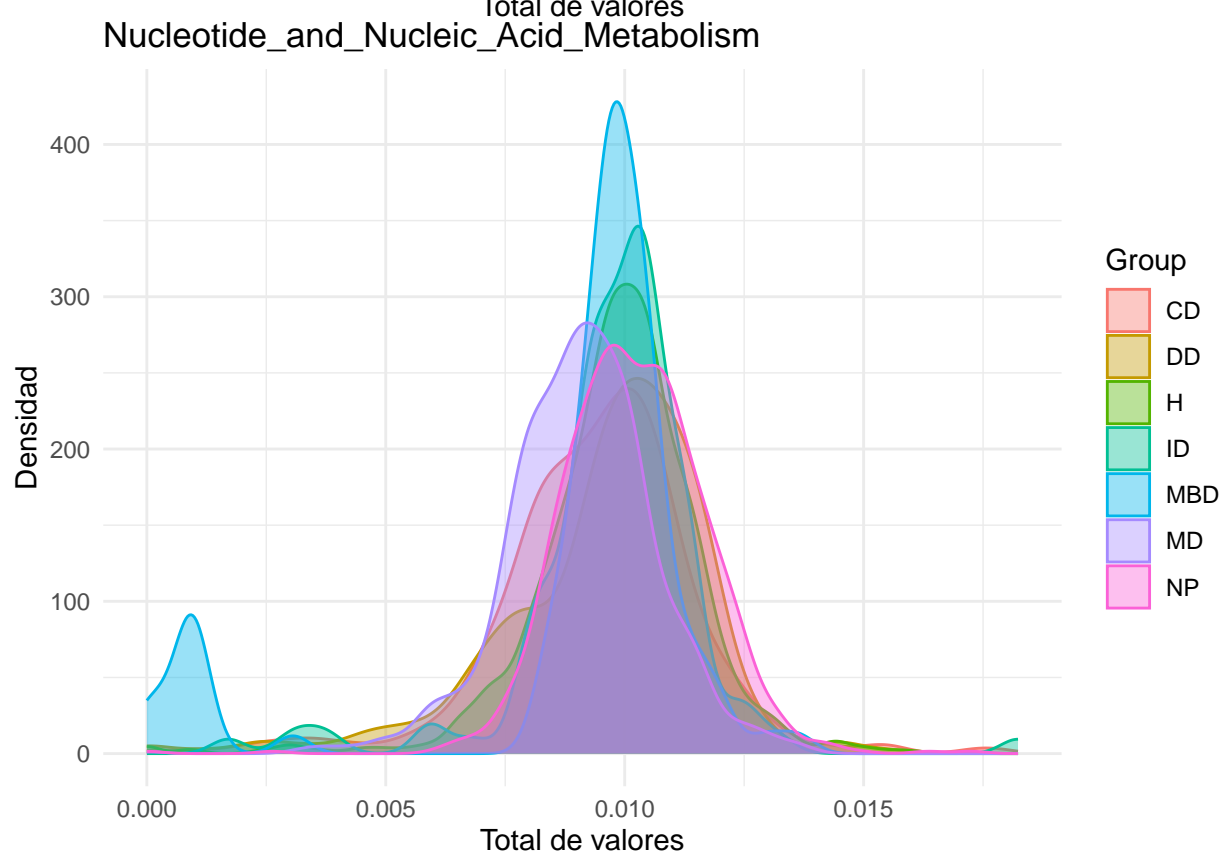 Total de valores
Nucleotide_and_Nucleic_Acid_Metabolism
400
300
200
100
0
Densidad
0.000 0.005 0.010 0.015
Total de valores
Group
CD
DD
H
ID
MBD
MD
NP